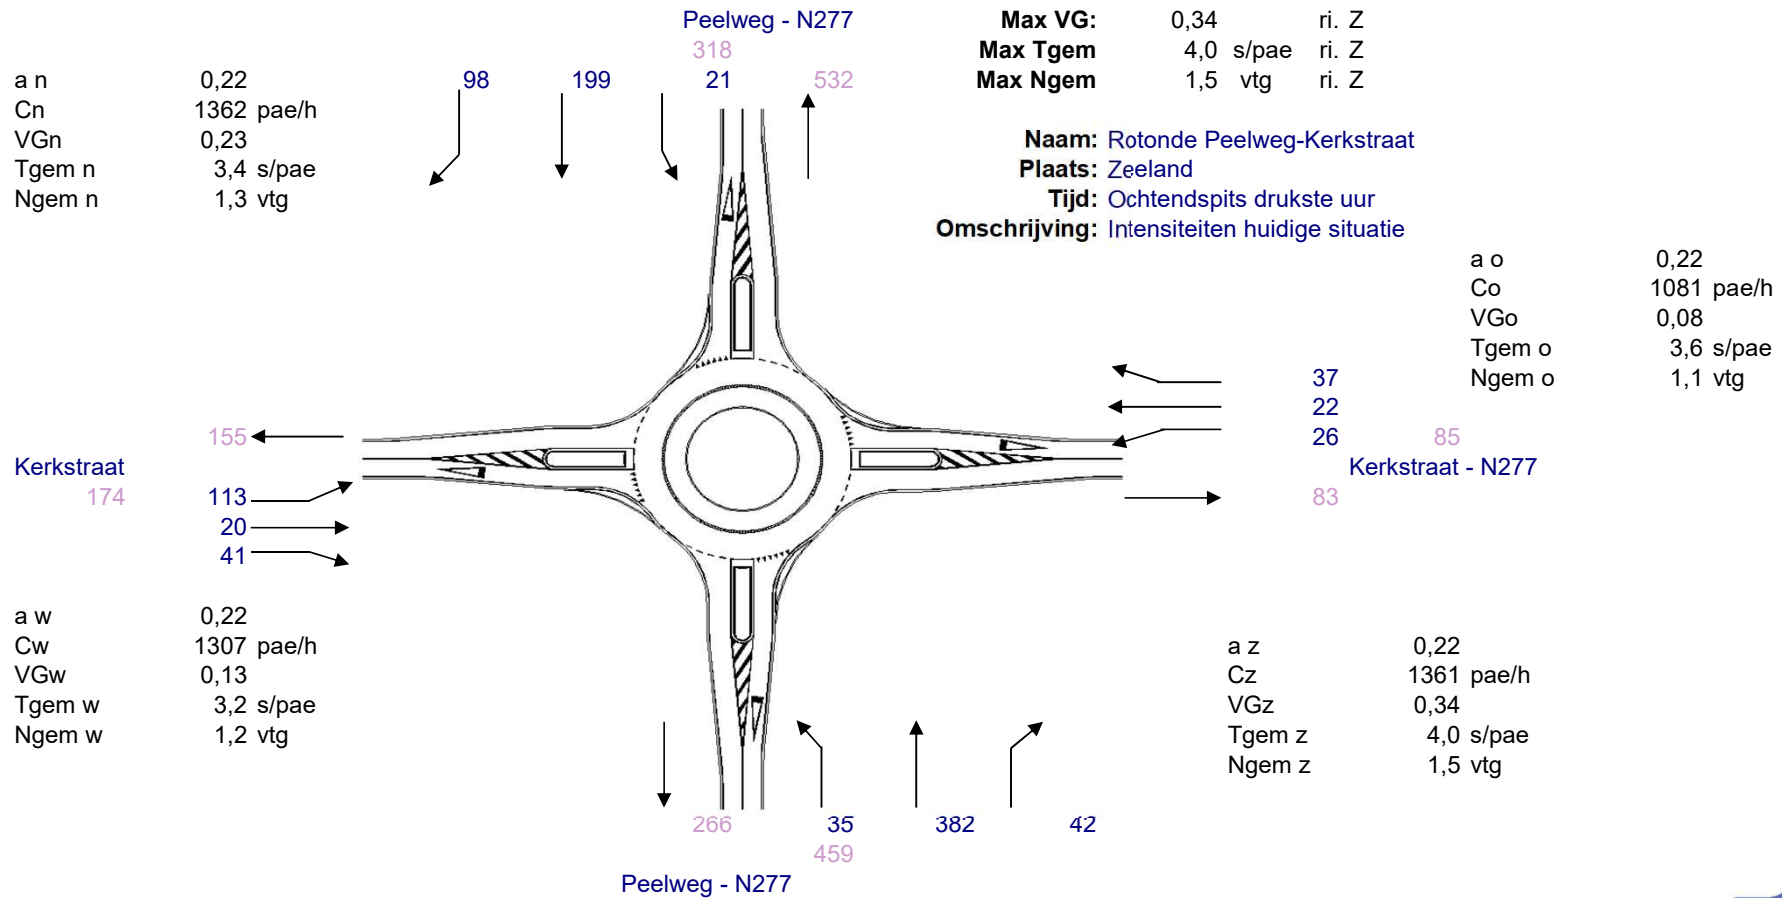 Peelweg - N277
318
98 199 21 532
Max VG: 0,34 ri. Z
Max Tgem 4,0 s/pae ri. Z
Max Ngem 1,5 vtg ri. Z
a n 0,22
Cn 1362 pae/h
VGn 0,23
Tgem n 3,4 s/pae
Ngem n 1,3 vtg
Naam: Rotonde Peelweg-Kerkstraat
Plaats: Zeeland
Tijd: Ochtendspits drukste uur
Omschrijving: Intensiteiten huidige situatie
a o 0,22
Co 1081 pae/h
VGo 0,08
Tgem o 3,6 s/pae
Ngem o 1,1 vtg
37
22
26 85
Kerkstraat - N277
83
155
Kerkstraat
174 113
20
41
a w 0,22
Cw 1307 pae/h
VGw 0,13
Tgem w 3,2 s/pae
Ngem w 1,2 vtg
a z 0,22
Cz 1361 pae/h
VGz 0,34
Tgem z 4,0 s/pae
Ngem z 1,5 vtg
266 35 382 42
459
Peelweg - N277